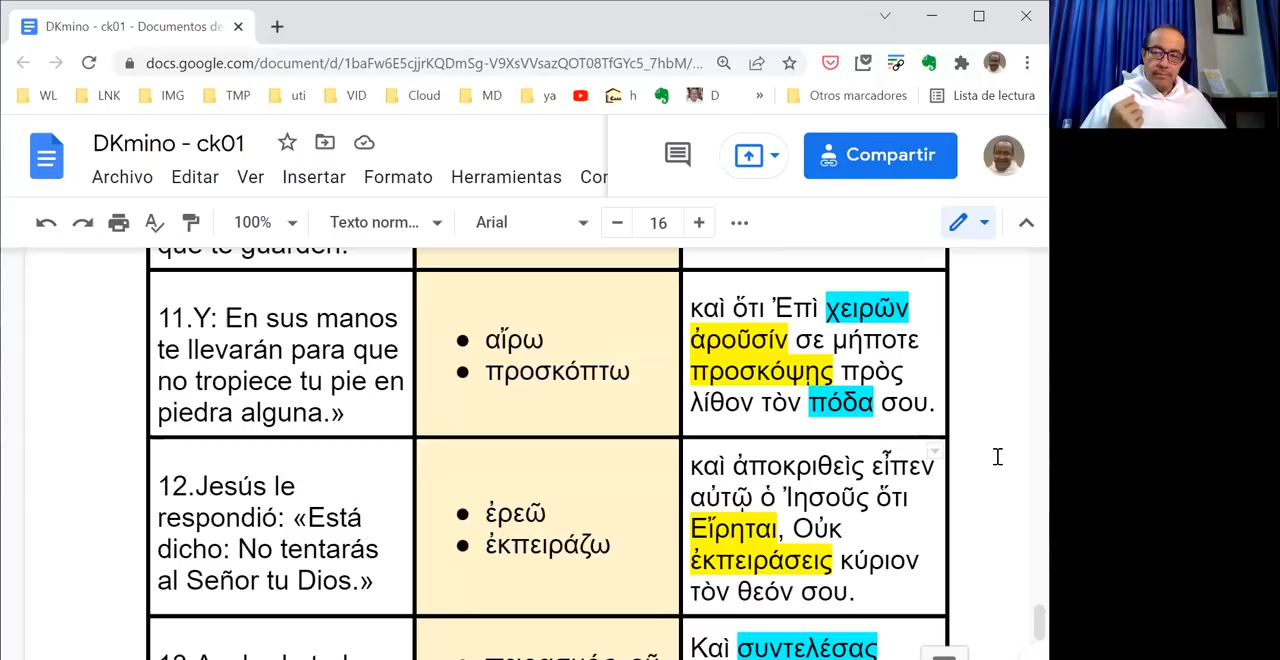 DKmino - ck01 - Documentos de
docs.google.com/document/d/1baFw6E5cjjrKQDmSg-V9XsVVsazQOT08TfGYc5_7hbM/...
WL LNK IMG TMP uti VID Cloud MD ya h D » Otros marcadores Lista de lectura
DKmino - ck01
Archivo Editar Ver Insertar Formato Herramientas Cor
Compartir
100% Texto norm... Arial 16
que te guarden.
11.Y: En sus manos
te llevarán para que
no tropiece tu pie en
piedra alguna.»
● αἴρω
● προσκόπτω
καὶ ὅτι Ἐπὶ χειρῶν
ἀροῦσίν σε μήποτε
προσκόψῃς πρὸς
λίθον τὸν πόδα σου.
12.Jesús le
respondió: «Está
dicho: No tentarás
al Señor tu Dios.»
● ἐρεῶ
● ἐκπειράζω
καὶ ἀποκριθεὶς εἶπεν
αὐτῷ ὁ Ἰησοῦς ὅτι
Εἴρηται, Οὐκ
ἐκπειράσεις κύριον
τὸν θεόν σου.
Καὶ συντελέσας